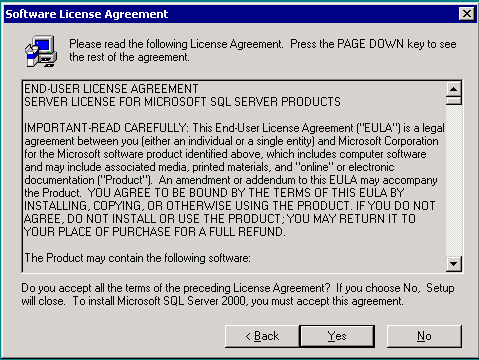 Software License Agreement
Please read the following License Agreement. Press the PAGE DOWN key to see
the rest of the agreement.
END-USER LICENSE AGREEMENT
SERVER LICENSE FOR MICROSOFT SQL SERVER PRODUCTS
IMPORTANT-READ CAREFULLY: This End-User License Agreement ("EULA") is a legal
agreement between you (either an individual or a single entity) and Microsoft Corporation
for the Microsoft software product identified above, which includes computer software
and may include associated media, printed materials, and "online" or electronic
documentation ("Product"). An amendment or addendum to this EULA may accompany
the Product. YOU AGREE TO BE BOUND BY THE TERMS OF THIS EULA BY
INSTALLING, COPYING, OR OTHERWISE USING THE PRODUCT. IF YOU DO NOT
AGREE, DO NOT INSTALL OR USE THE PRODUCT; YOU MAY RETURN IT TO
YOUR PLACE OF PURCHASE FOR A FULL REFUND.
The Product may contain the following software:
Do you accept all the terms of the preceding License Agreement? If you choose No, Setup
will close. To install Microsoft SQL Server 2000, you must accept this agreement.
< Back Yes No